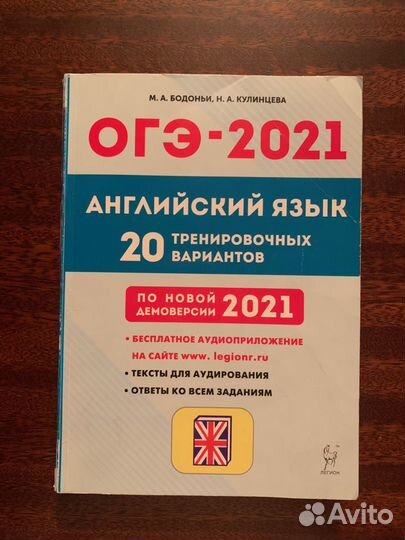 М. А. БОДОНЬИ, Н. А. КУЛИНЦЕВА
ОГЭ-2021
АНГЛИЙСКИЙ ЯЗЫК
20 ТРЕНИРОВОЧНЫХ
ВАРИАНТОВ
ПО НОВОЙ
ДЕМОВЕРСИИ 2021
• БЕСПЛАТНОЕ АУДИОПРИЛОЖЕНИЕ
НА САЙТЕ www. legionr.ru
• ТЕКСТЫ ДЛЯ АУДИРОВАНИЯ
• ОТВЕТЫ КО ВСЕМ ЗАДАНИЯМ
ЛЕГИОН
Avito